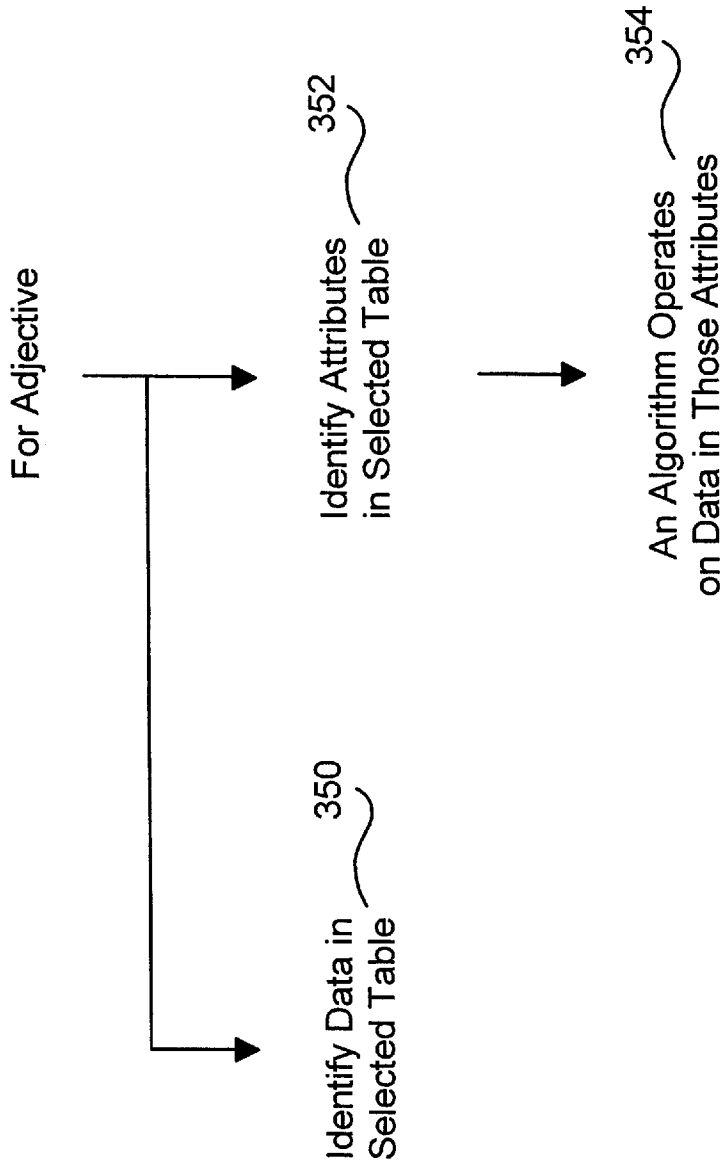 For Adjective
350
Identify Data in
Selected Table
352
Identify Attributes
in Selected Table
354
An Algorithm Operates
on Data in Those Attributes